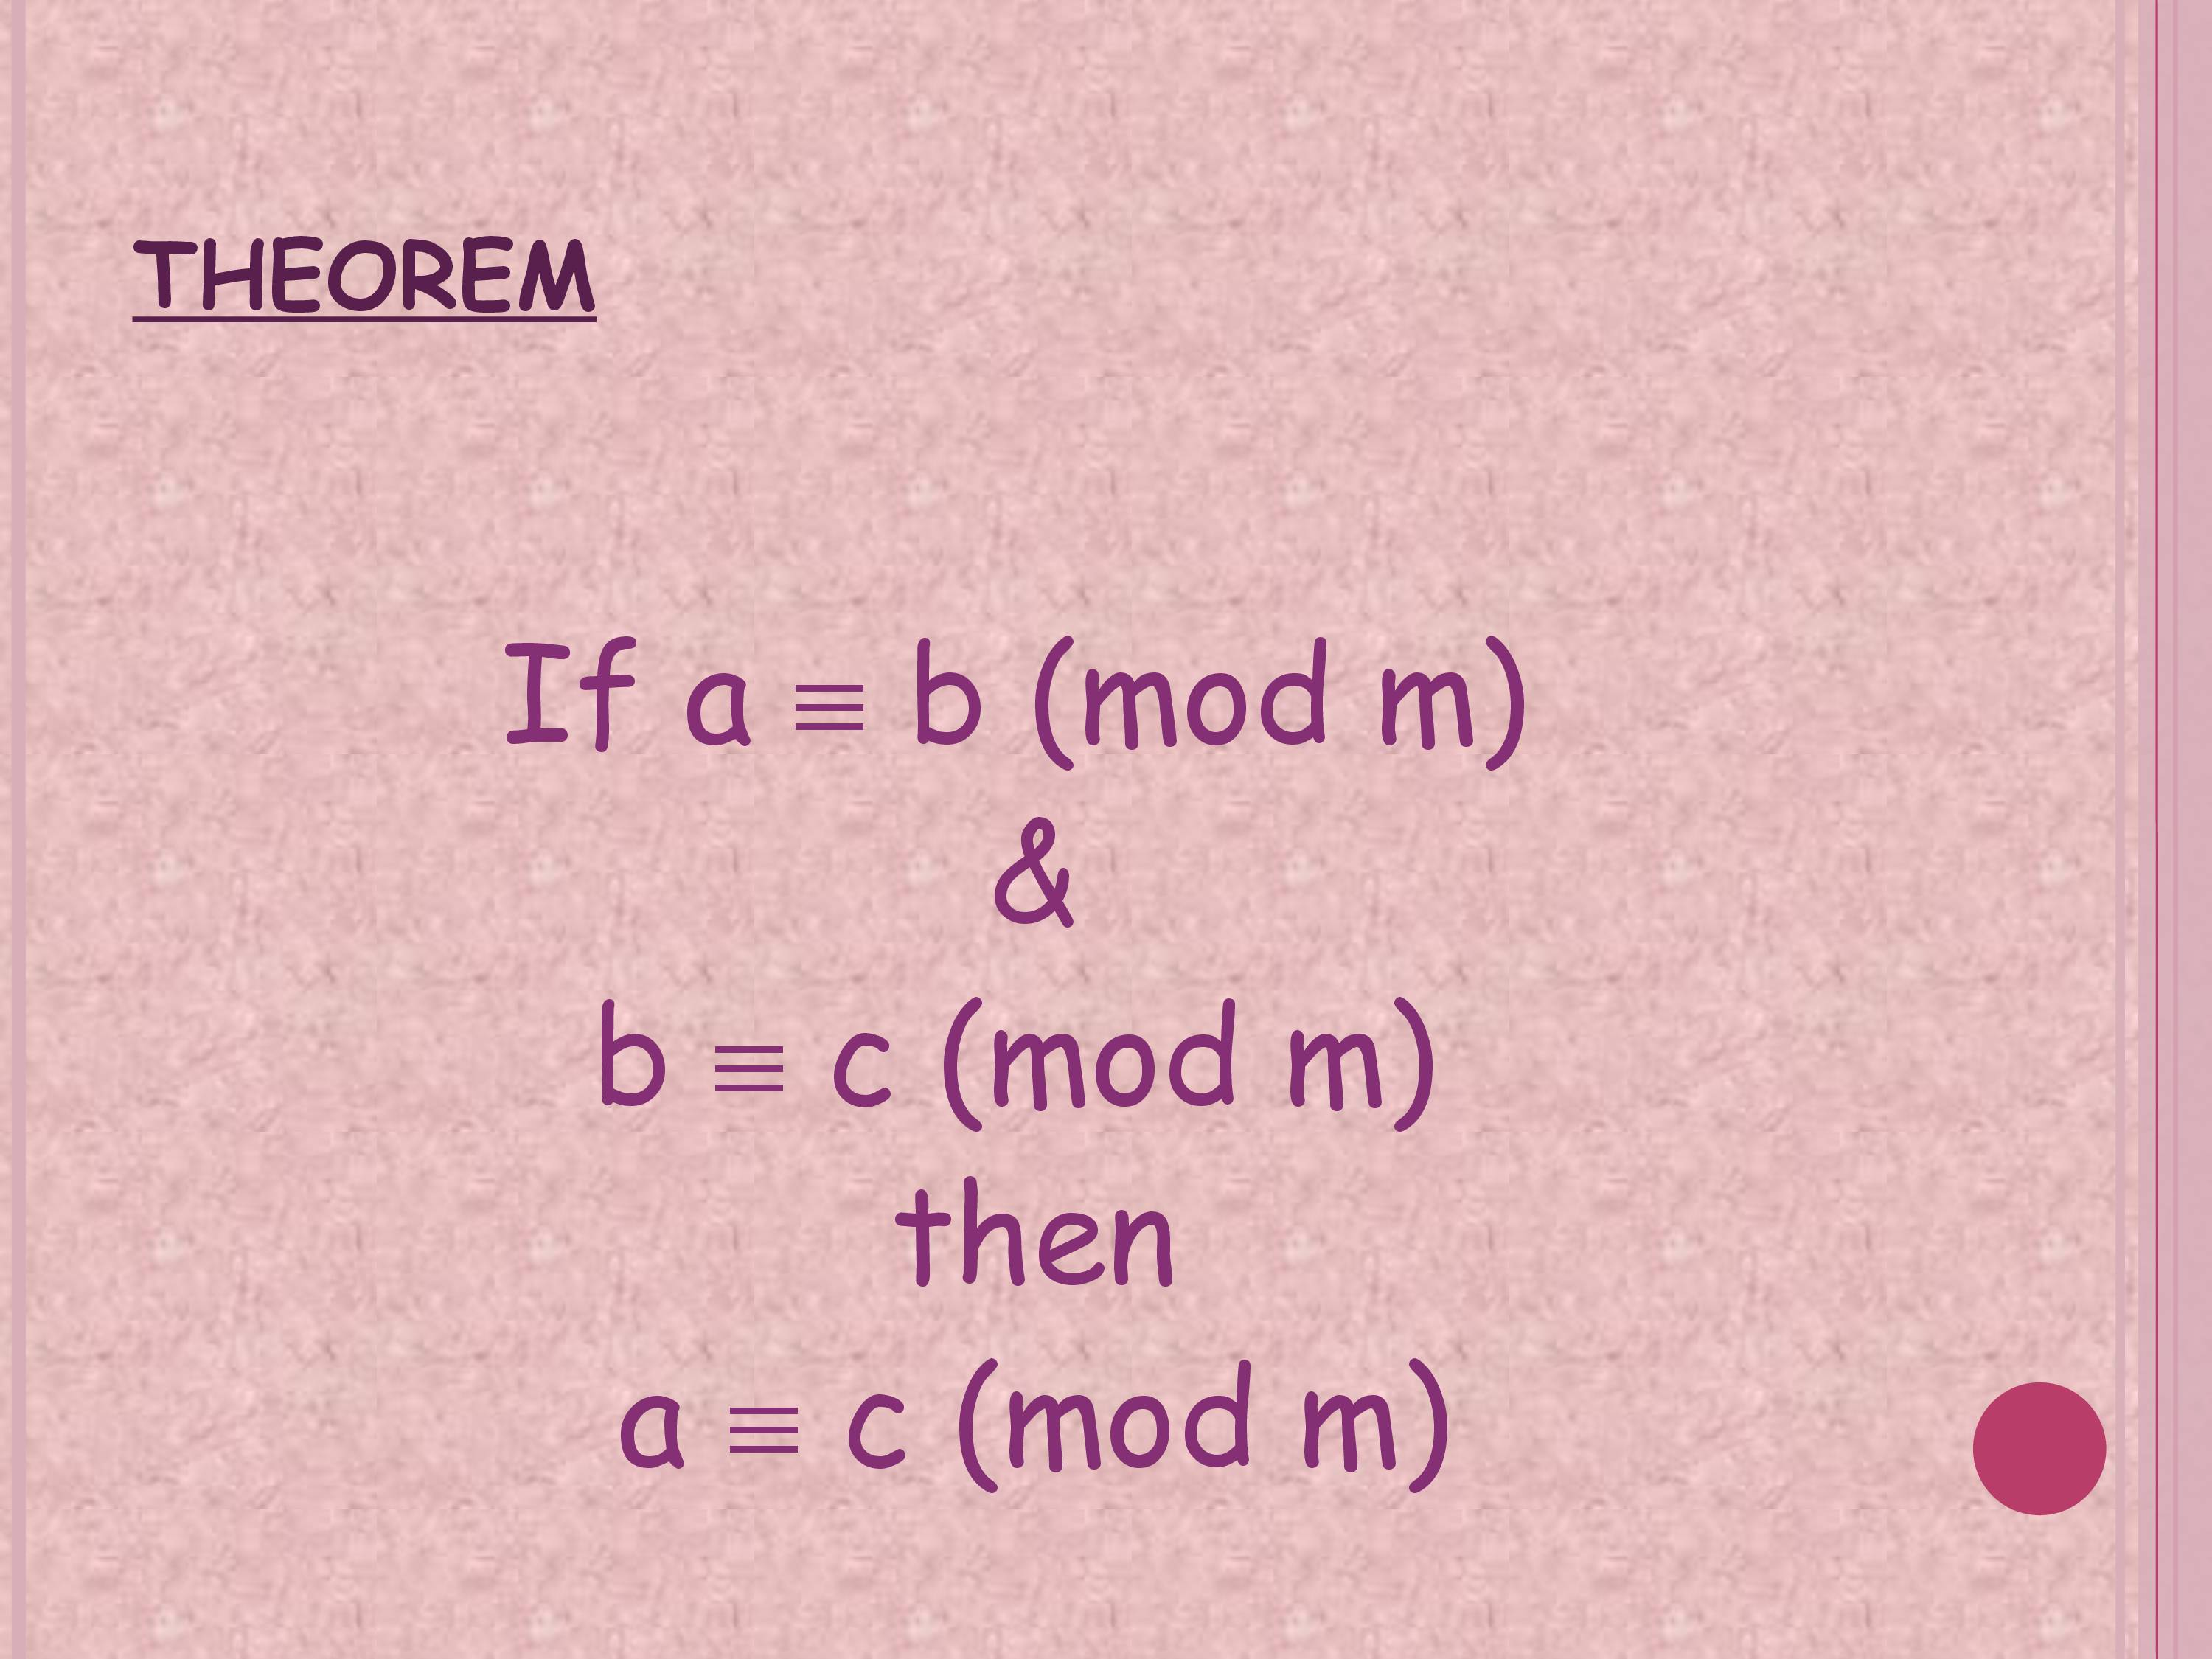 THEOREM
If a ≡ b (mod m)
&
b ≡ c (mod m)
then
a ≡ c (mod m)